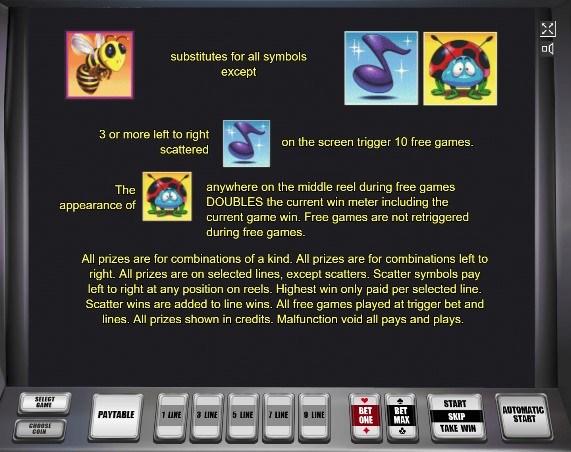 substitutes for all symbols
except
3 or more left to right
scattered
on the screen trigger 10 free games.
The
appearance of
anywhere on the middle reel during free games
DOUBLES the current win meter including the
current game win. Free games are not retriggered
during free games.
All prizes are for combinations of a kind. All prizes are for combinations left to
right. All prizes are on selected lines, except scatters. Scatter symbols pay
left to right at any position on reels. Highest win only paid per selected line.
Scatter wins are added to line wins. All free games played at trigger bet and
lines. All prizes shown in credits. Malfunction void all pays and plays.
SELECT
GAME
CHOOSE
COIN
PAYTABLE
1 LINE
3 LINE
5 LINE
7 LINE
9 LINE
BET
ONE
BET
MAX
START
SKIP
TAKE WIN
AUTOMATIC
START